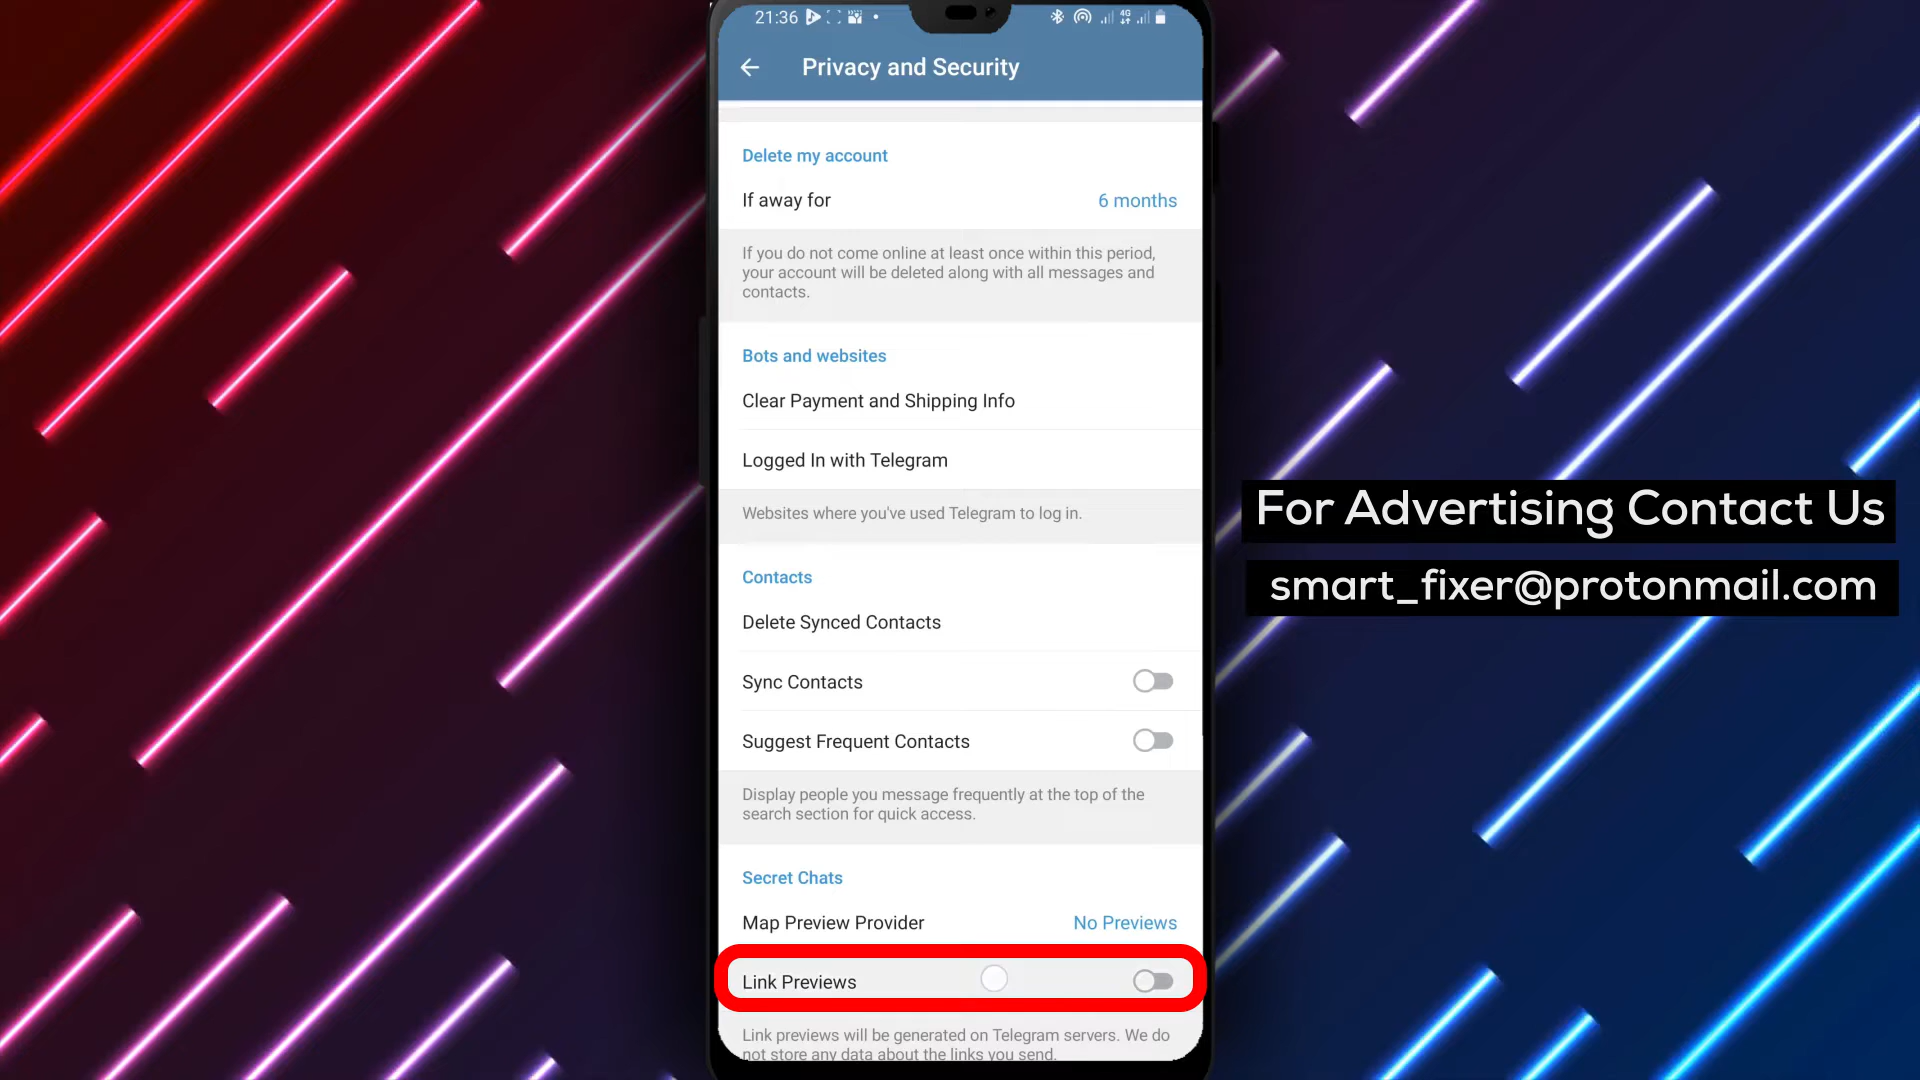 21:36
4G
Privacy and Security
Delete my account
If away for
6 months
If you do not come online at least once within this period,
your account will be deleted along with all messages and
contacts.
Bots and websites
Clear Payment and Shipping Info
Logged In with Telegram
Websites where you've used Telegram to log in.
Contacts
Delete Synced Contacts
Sync Contacts
Suggest Frequent Contacts
Display people you message frequently at the top of the
search section for quick access.
Secret Chats
Map Preview Provider
No Previews
Link Previews
Link previews will be generated on Telegram servers. We do
not store any data about the links you send.
For Advertising Contact Us
smart_fixer@protonmail.com